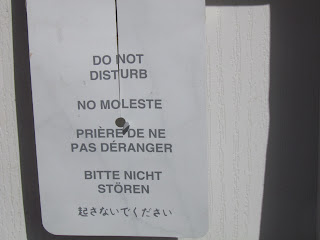 DO NOT
DISTURB
NO MOLESTE
PRIÈRE DE NE
PAS DÉRANGER
BITTE NICHT
STÖREN
起さないでください